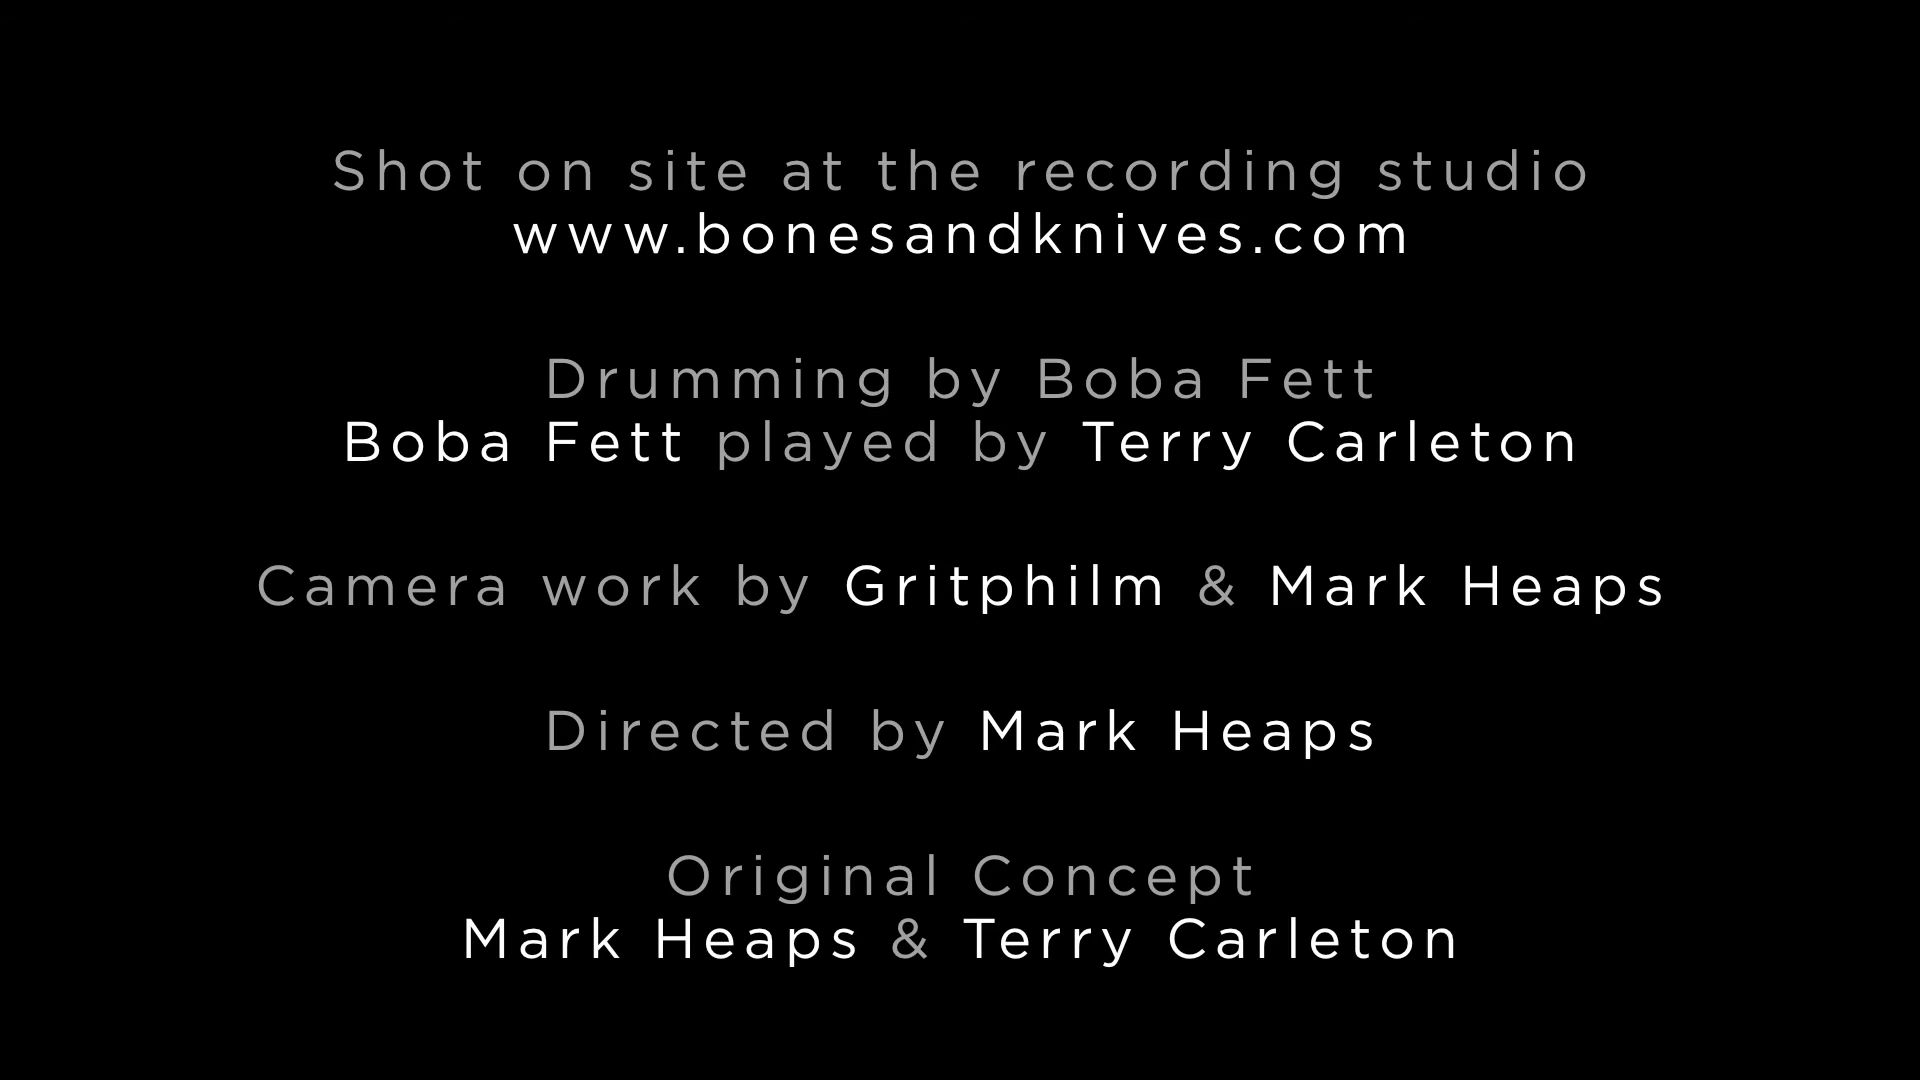 Shot on site at the recording studio
www.bonesandknives.com
Drumming by Boba Fett
Boba Fett played by Terry Carleton
Camera work by Gritphilm & Mark Heaps
Directed by Mark Heaps
Original Concept
Mark Heaps & Terry Carleton